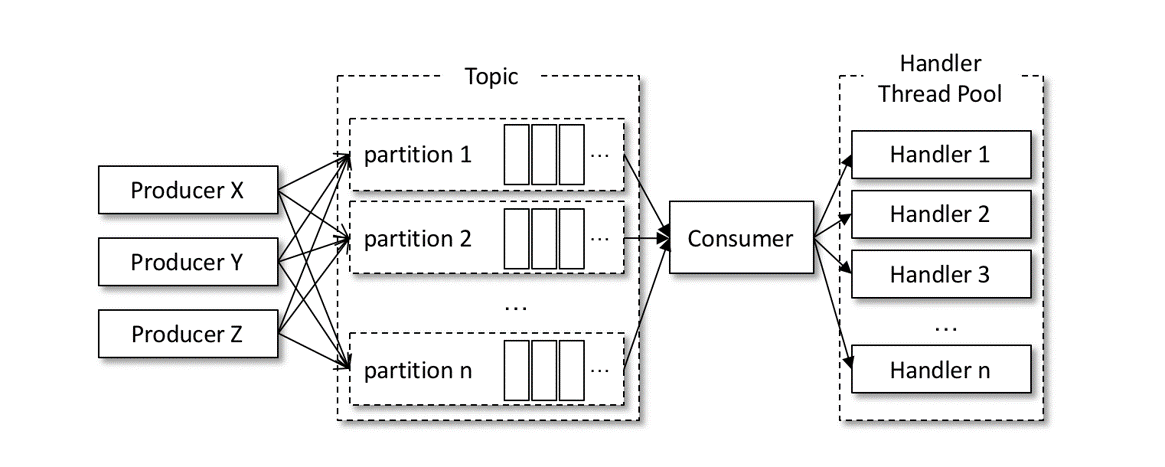 Producer X
Producer Y
Producer Z
Topic
partition 1 ...
partition 2 ...
...
partition n ...
Consumer
Handler
Thread Pool
Handler 1
Handler 2
Handler 3
...
Handler n